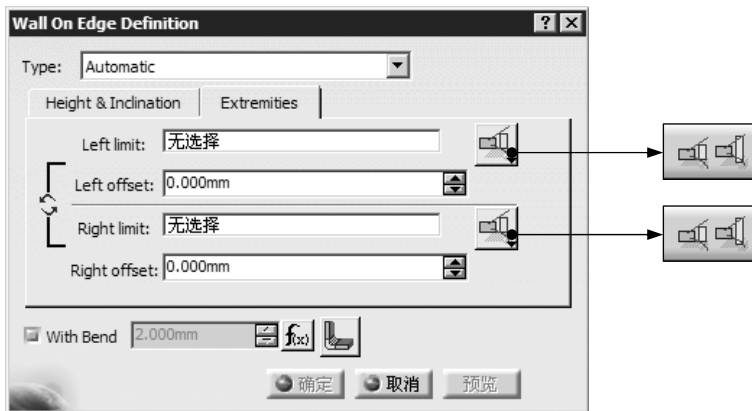 Wall On Edge Definition
Type: Automatic
Height & Inclination Extremities
Left limit: 无选择
Left offset: 0.000mm
Right limit: 无选择
Right offset: 0.000mm
With Bend 2.000mm f(x)
确定 取消 预览